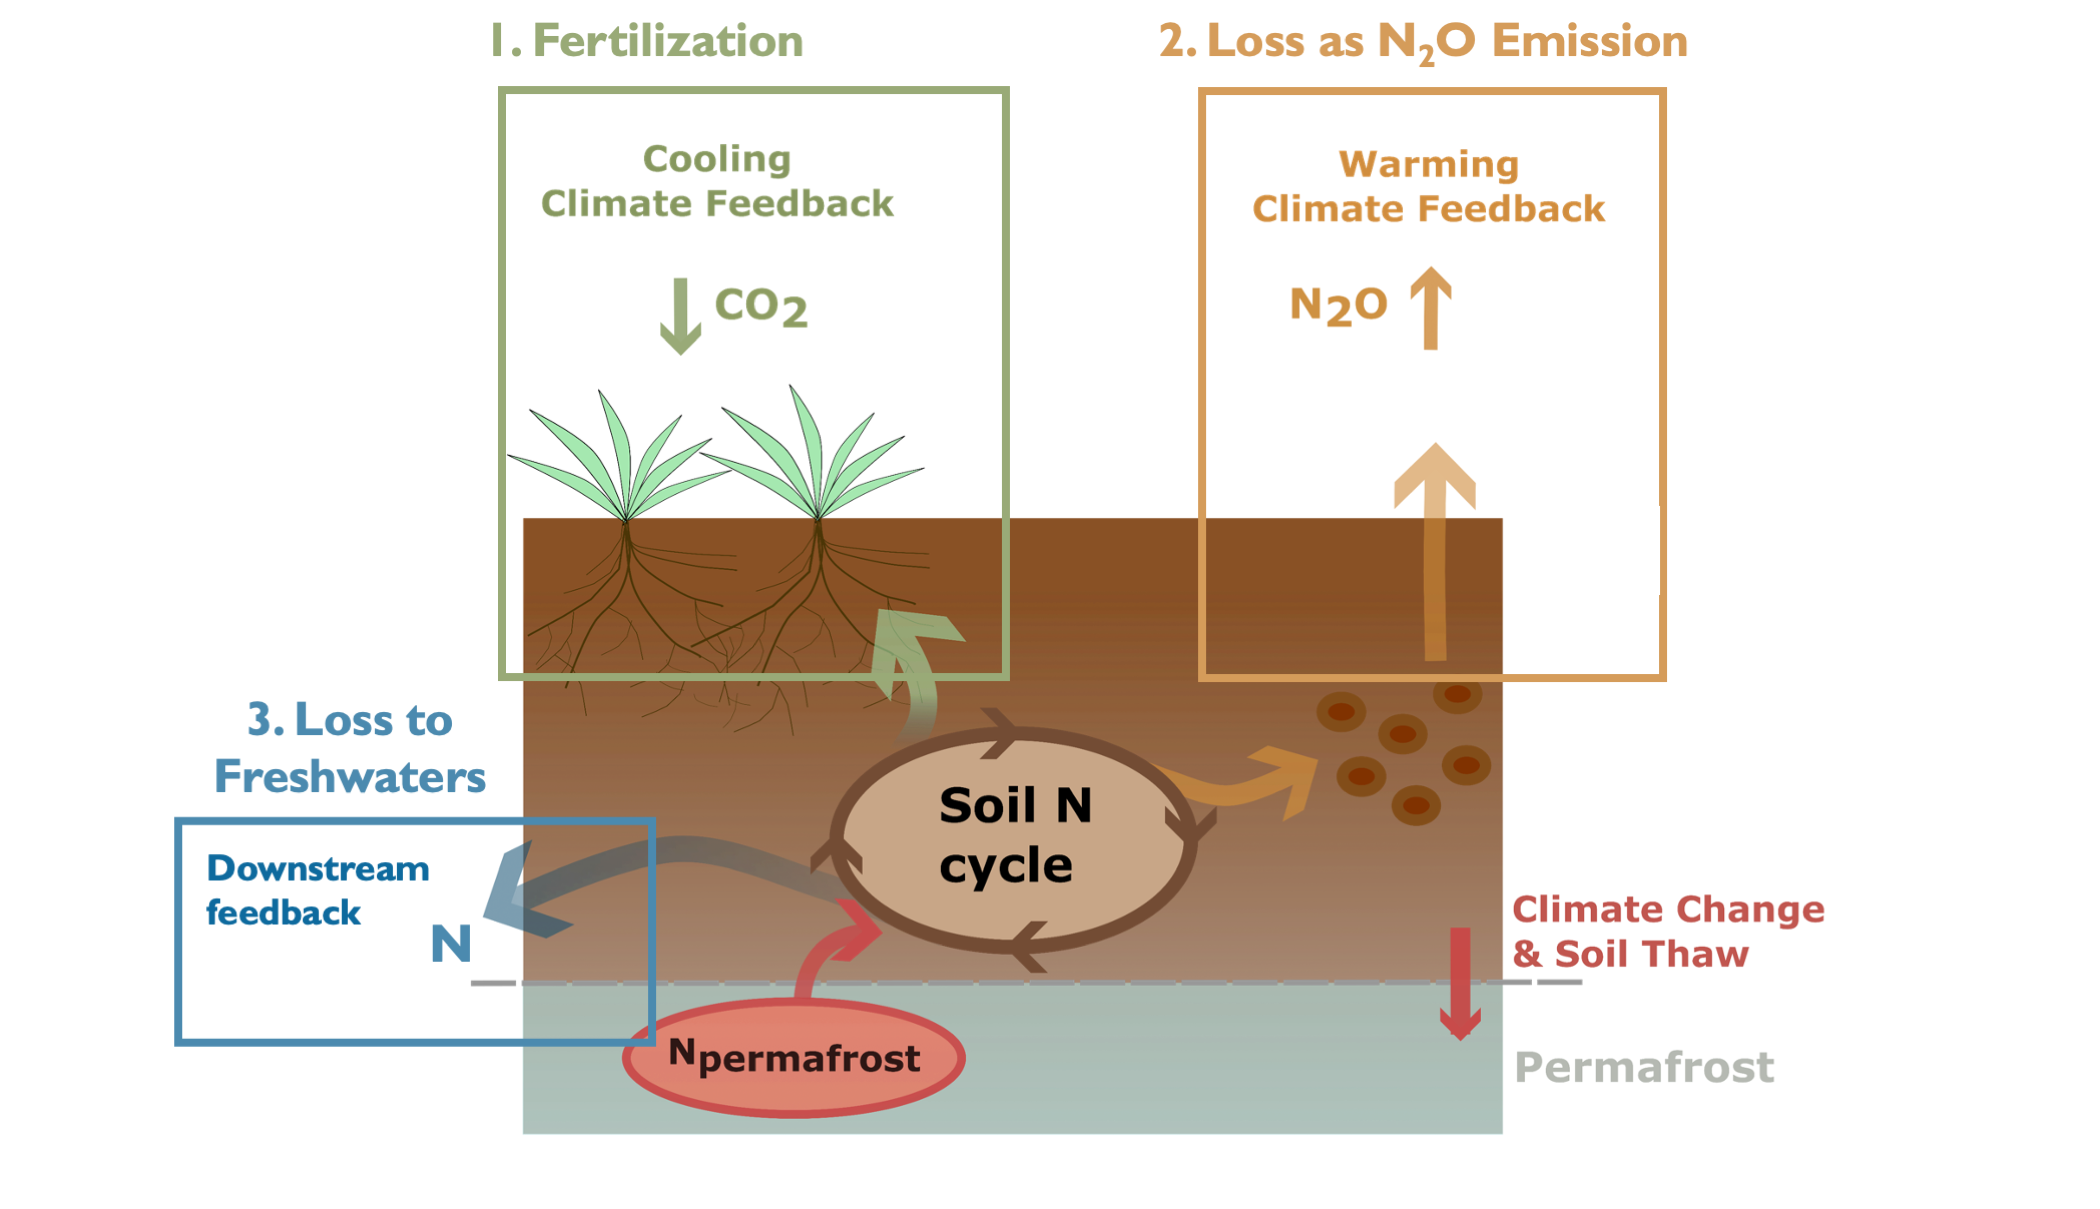 1. Fertilization
2. Loss as N₂O Emission
Cooling
Climate Feedback
CO₂
Warming
Climate Feedback
N₂O
3. Loss to
Freshwaters
Downstream
feedback
N
Soil N
cycle
Climate Change
& Soil Thaw
Npermafrost
Permafrost